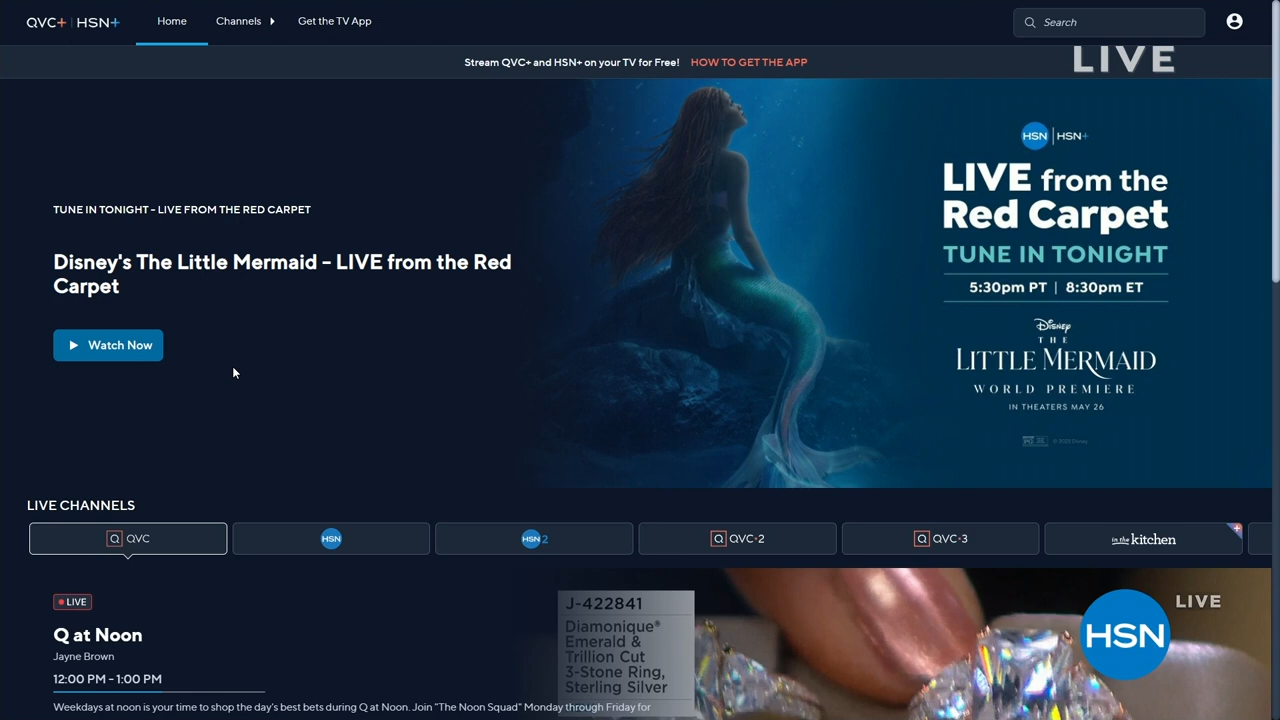 QVC+ | HSN+
Home
Channels
Get the TV App
Search
Stream QVC+ and HSN+ on your TV for Free! HOW TO GET THE APP
LIVE
HSN | HSN+
LIVE from the
Red Carpet
TUNE IN TONIGHT
5:30pm PT | 8:30pm ET
Disney
THE
LITTLE MERMAID
WORLD PREMIERE
IN THEATERS MAY 26
© 2023 Disney
TUNE IN TONIGHT - LIVE FROM THE RED CARPET
Disney's The Little Mermaid - LIVE from the Red
Carpet
Watch Now
LIVE CHANNELS
Q QVC
HSN
HSN 2
Q QVC•2
Q QVC•3
in the kitchen
+
LIVE
Q at Noon
Jayne Brown
12:00 PM - 1:00 PM
Weekdays at noon is your time to shop the day's best bets during Q at Noon. Join "The Noon Squad" Monday through Friday for
J-422841
Diamonique®
Emerald &
Trillion Cut
3-Stone Ring,
Sterling Silver
HSN
LIVE